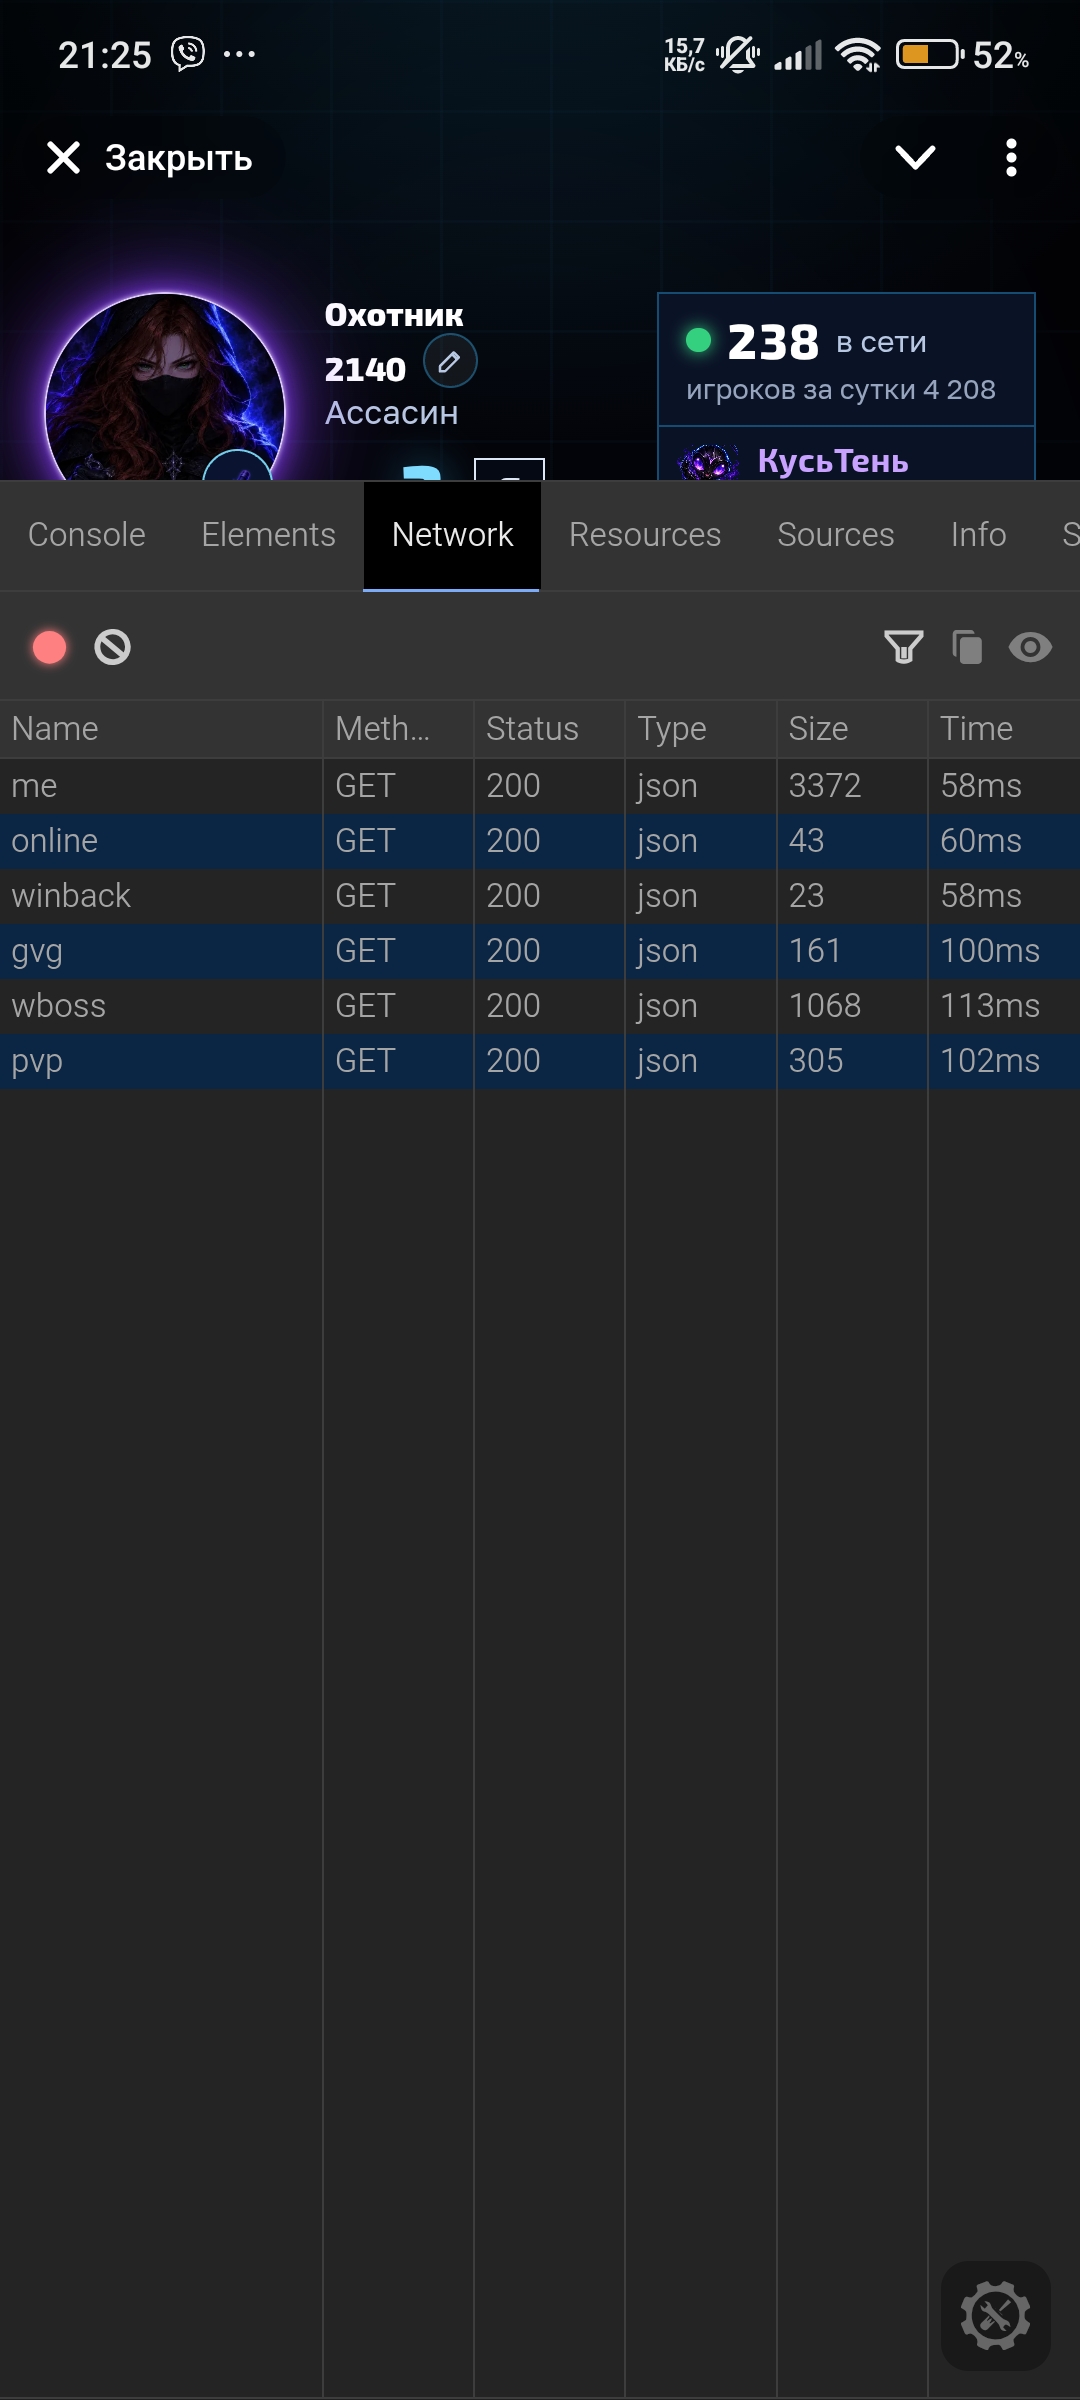 21:25 ...
15,7 КБ/с 52%
Закрыть
Охотник
2140
Ассасин
238 в сети
игроков за сутки 4 208
КусьТень
Console Elements Network Resources Sources Info S
Name Meth... Status Type Size Time
me GET 200 json 3372 58ms
online GET 200 json 43 60ms
winback GET 200 json 23 58ms
gvg GET 200 json 161 100ms
wboss GET 200 json 1068 113ms
pvp GET 200 json 305 102ms